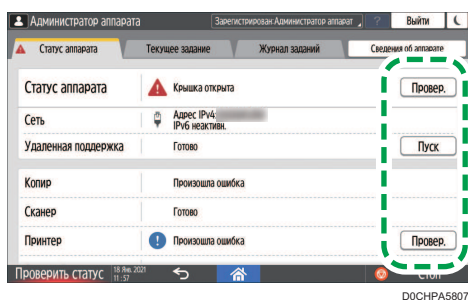 Администратор аппарата
Зарегистрирован:Администратор аппарат
?
Выйти
Статус аппарата
Текущее задание
Журнал заданий
Сведения об аппарате
Статус аппарата
Крышка открыта
Провер.
Сеть
Адрес IPv4:
IPv6 неактивн.
Удаленная поддержка
Готово
Пуск
Копир
Произошла ошибка
Сканер
Готово
Принтер
Произошла ошибка
Провер.
Проверить статус
18 Янв. 2021
11:57
Стоп
D0CHPA5807